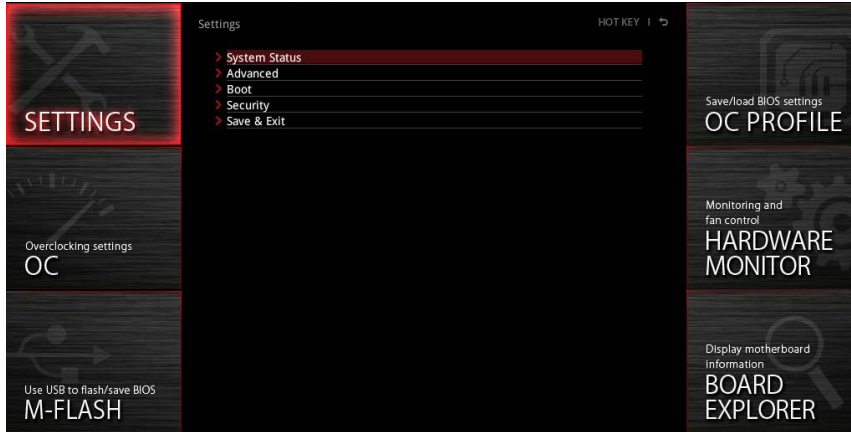 Settings
HOT KEY |
System Status
Advanced
Boot
Security
Save & Exit
SETTINGS
Overclocking settings
OC
Use USB to flash/save BIOS
M-FLASH
Save/load BIOS settings
OC PROFILE
Monitoring and
fan control
HARDWARE
MONITOR
Display motherboard
information
BOARD
EXPLORER